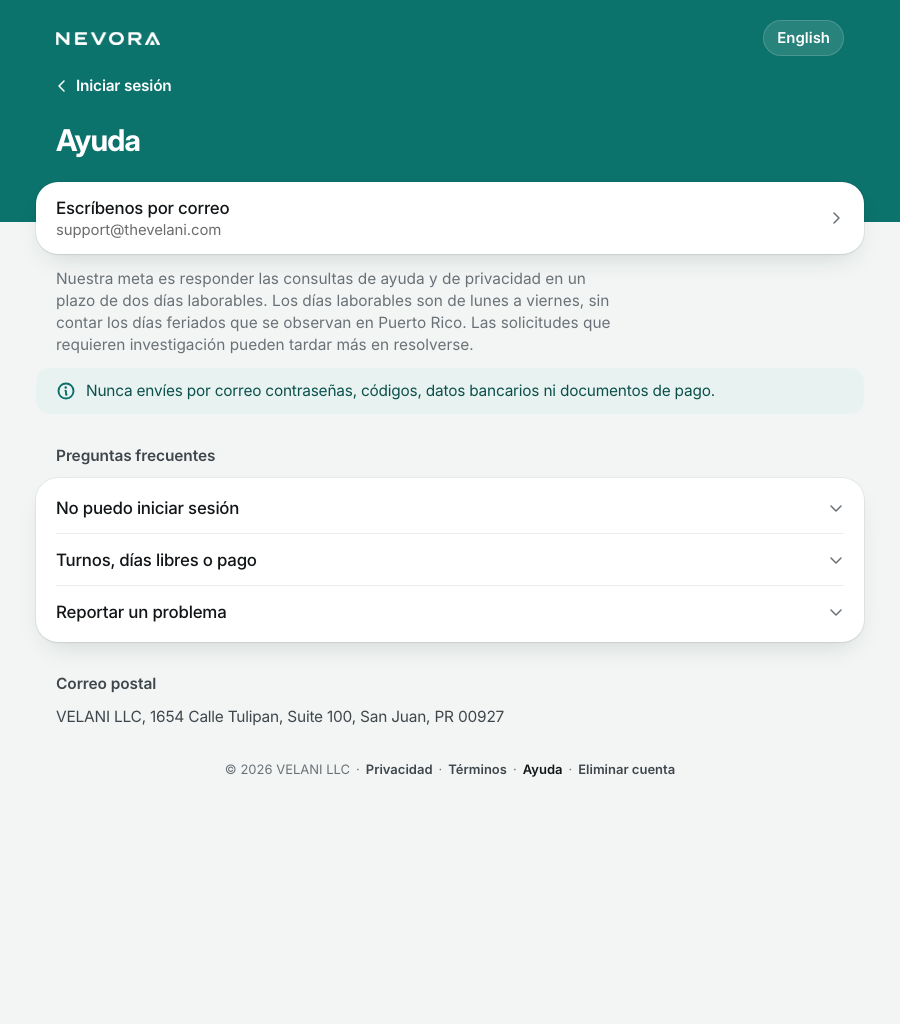 NEVORA
English
Iniciar sesión
Ayuda
Escríbenos por correo
support@thevelani.com
Nuestra meta es responder las consultas de ayuda y de privacidad en un
plazo de dos días laborables. Los días laborables son de lunes a viernes, sin
contar los días feriados que se observan en Puerto Rico. Las solicitudes que
requieren investigación pueden tardar más en resolverse.
Nunca envíes por correo contraseñas, códigos, datos bancarios ni documentos de pago.
Preguntas frecuentes
No puedo iniciar sesión
Turnos, días libres o pago
Reportar un problema
Correo postal
VELANI LLC, 1654 Calle Tulipan, Suite 100, San Juan, PR 00927
© 2026 VELANI LLC · Privacidad · Términos · Ayuda · Eliminar cuenta